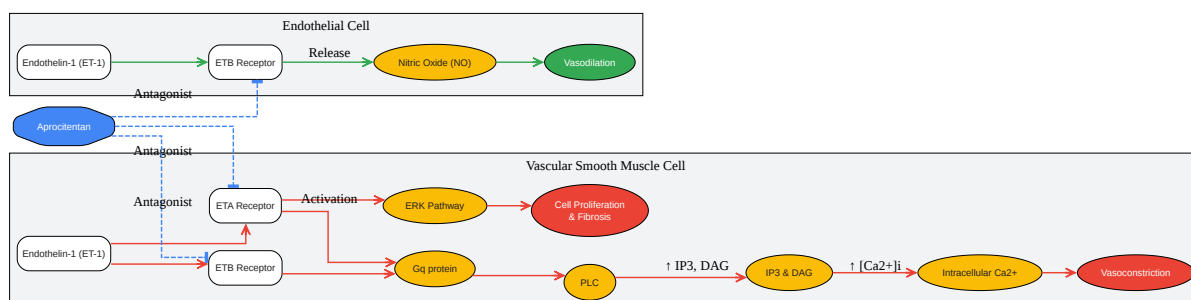 Endothelial Cell
Endothelin-1 (ET-1)
ETB Receptor
Release
Nitric Oxide (NO)
Vasodilation
Antagonist
Aprocitentan
Antagonist
Vascular Smooth Muscle Cell
Antagonist
ETA Receptor
Activation
ERK Pathway
Cell Proliferation
& Fibrosis
Endothelin-1 (ET-1)
ETB Receptor
Gq protein
PLC
↑ IP3, DAG
IP3 & DAG
↑ [Ca2+]i
Intracellular Ca2+
Vasoconstriction